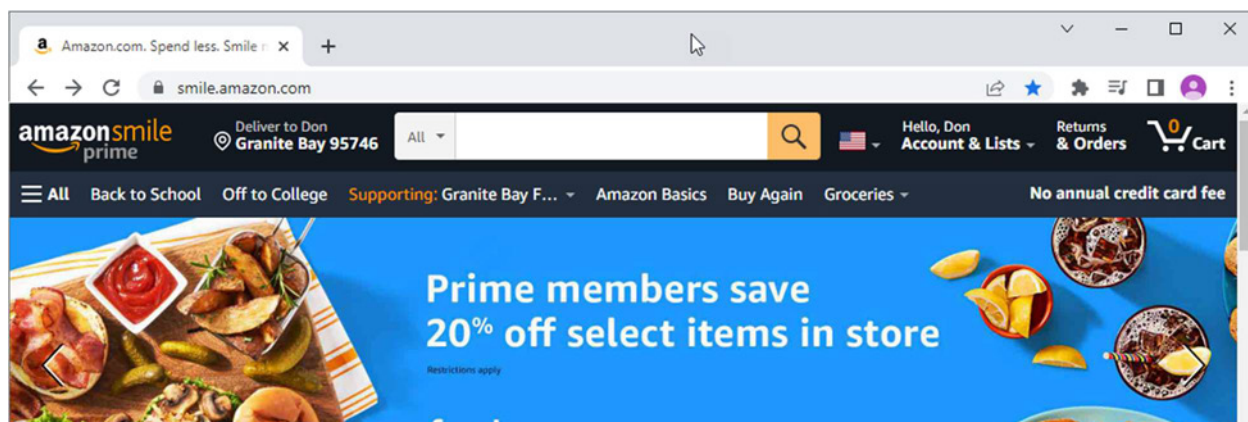 a Amazon.com. Spend less. Smile
smile.amazon.com
amazonsmile
prime
Deliver to Don
Granite Bay 95746
All
Hello, Don
Account & Lists
Returns
& Orders
0
Cart
All Back to School Off to College Supporting: Granite Bay F... Amazon Basics Buy Again Groceries No annual credit card fee
Prime members save
20% off select items in store
Restrictions apply